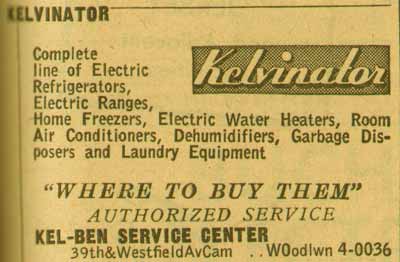 KELVINATOR
Complete
line of Electric
Refrigerators,
Electric Ranges,
Kelvinator
Home Freezers, Electric Water Heaters, Room
Air Conditioners, Dehumidifiers, Garbage Dis-
posers and Laundry Equipment
"WHERE TO BUY THEM"
AUTHORIZED SERVICE
KEL-BEN SERVICE CENTER
39th&WestfieldAvCam ..WOodlwn 4-0036